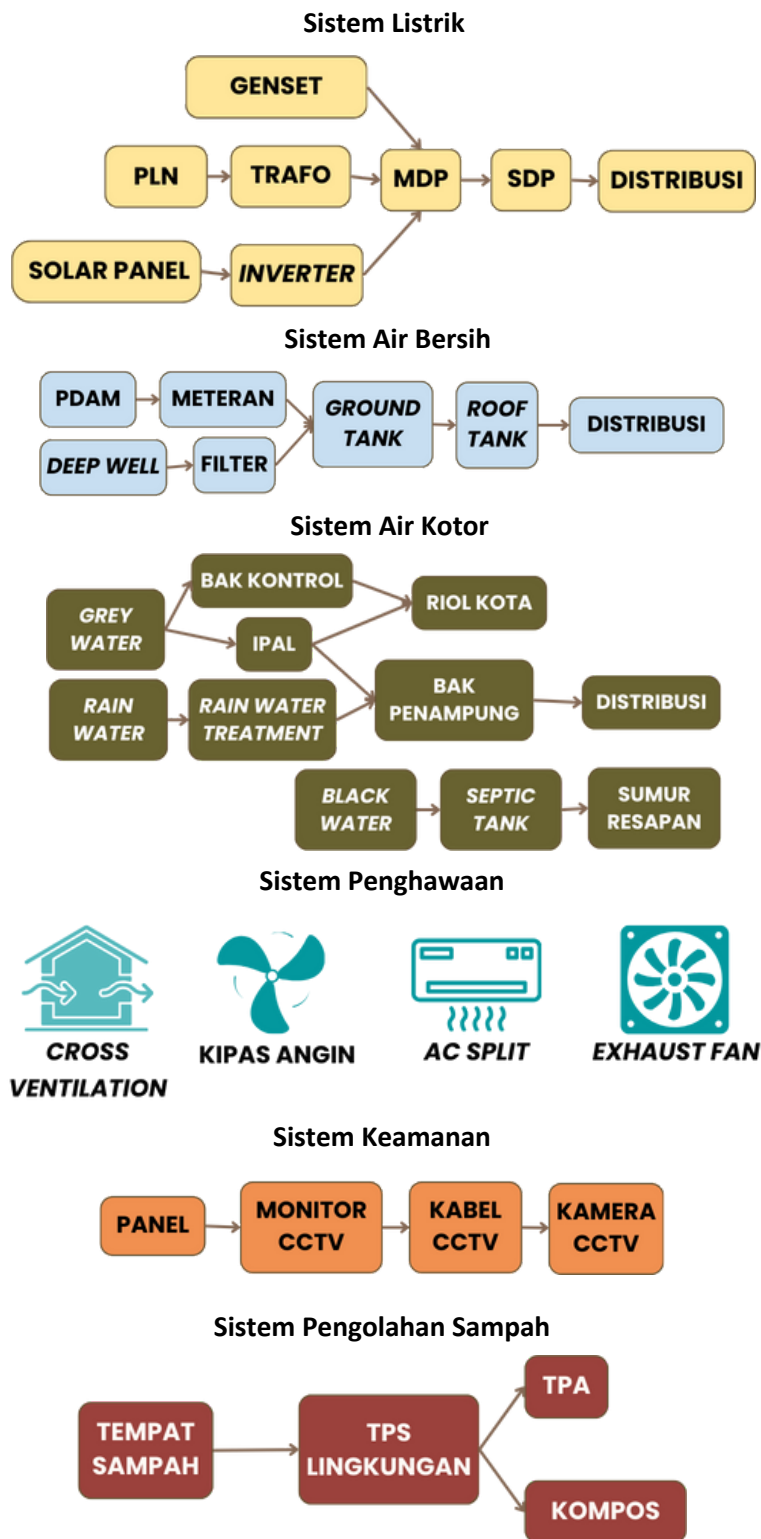 Sistem Listrik
GENSET
PLN
TRAFO
MDP
SDP
DISTRIBUSI
SOLAR PANEL
INVERTER
Sistem Air Bersih
PDAM
METERAN
GROUND
TANK
ROOF
TANK
DISTRIBUSI
DEEP WELL
FILTER
Sistem Air Kotor
BAK KONTROL
GREY
WATER
IPAL
RIOL KOTA
RAIN
WATER
RAIN WATER
TREATMENT
BAK
PENAMPUNG
DISTRIBUSI
BLACK
WATER
SEPTIC
TANK
SUMUR
RESAPAN
Sistem Penghawaan
CROSS
VENTILATION
KIPAS ANGIN
AC SPLIT
EXHAUST FAN
Sistem Keamanan
PANEL
MONITOR
CCTV
KABEL
CCTV
KAMERA
CCTV
Sistem Pengolahan Sampah
TEMPAT
SAMPAH
TPS
LINGKUNGAN
TPA
KOMPOS